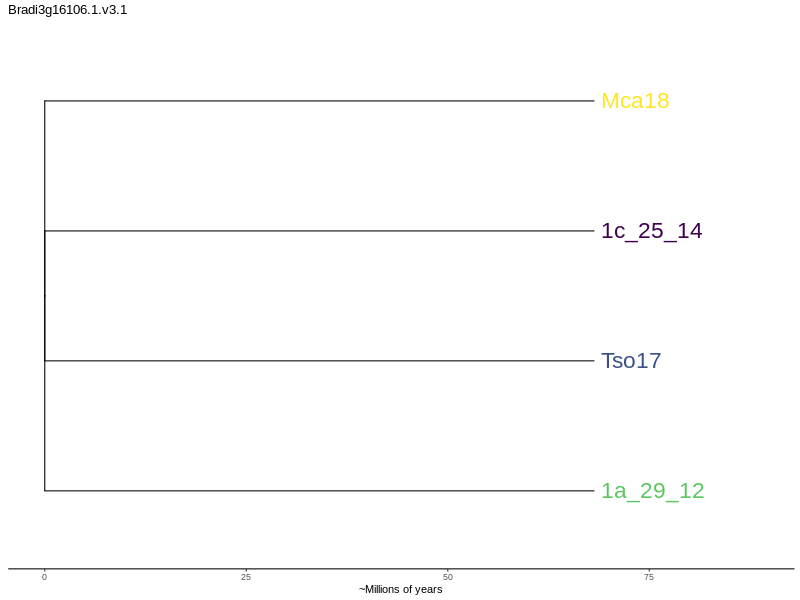 Bradi3g16106.1.v3.1
Mca18
1c_25_14
Tso17
1a_29_12
0 25 50 75
~Millions of years